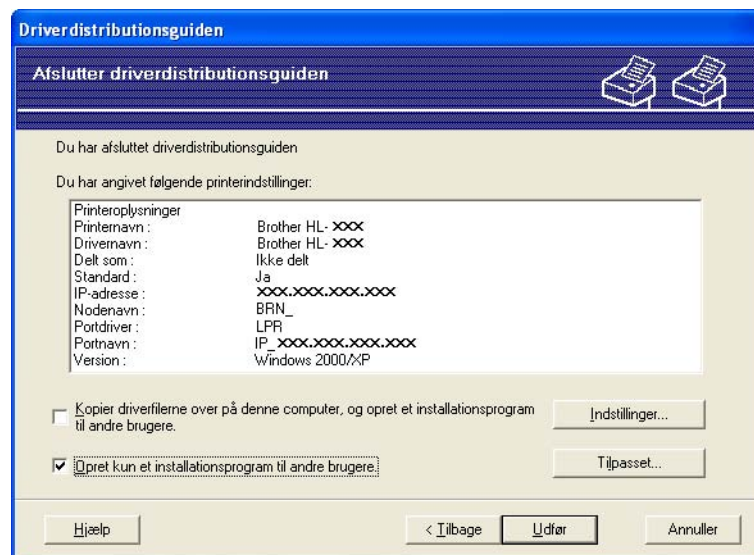 Driverdistributionsguiden
Afslutter driverdistributionsguiden
Du har afsluttet driverdistributionsguiden
Du har angivet følgende printerindstillinger:
Printeroplysninger
Printernavn : Brother HL- XXX
Drivernavn : Brother HL- XXX
Delt som : Ikke delt
Standard : Ja
IP-adresse : XXX.XXX.XXX.XXX
Nodenavn : BRN_
Portdriver : LPR
Portnavn : IP_XXX.XXX.XXX.XXX
Version : Windows 2000/XP
Kopier driverfilerne over på denne computer, og opret et installationsprogram
til andre brugere.
Indstillinger...
Opret kun et installationsprogram til andre brugere.
Tilpasset...
Hjælp
< Tilbage
Udfør
Annuller